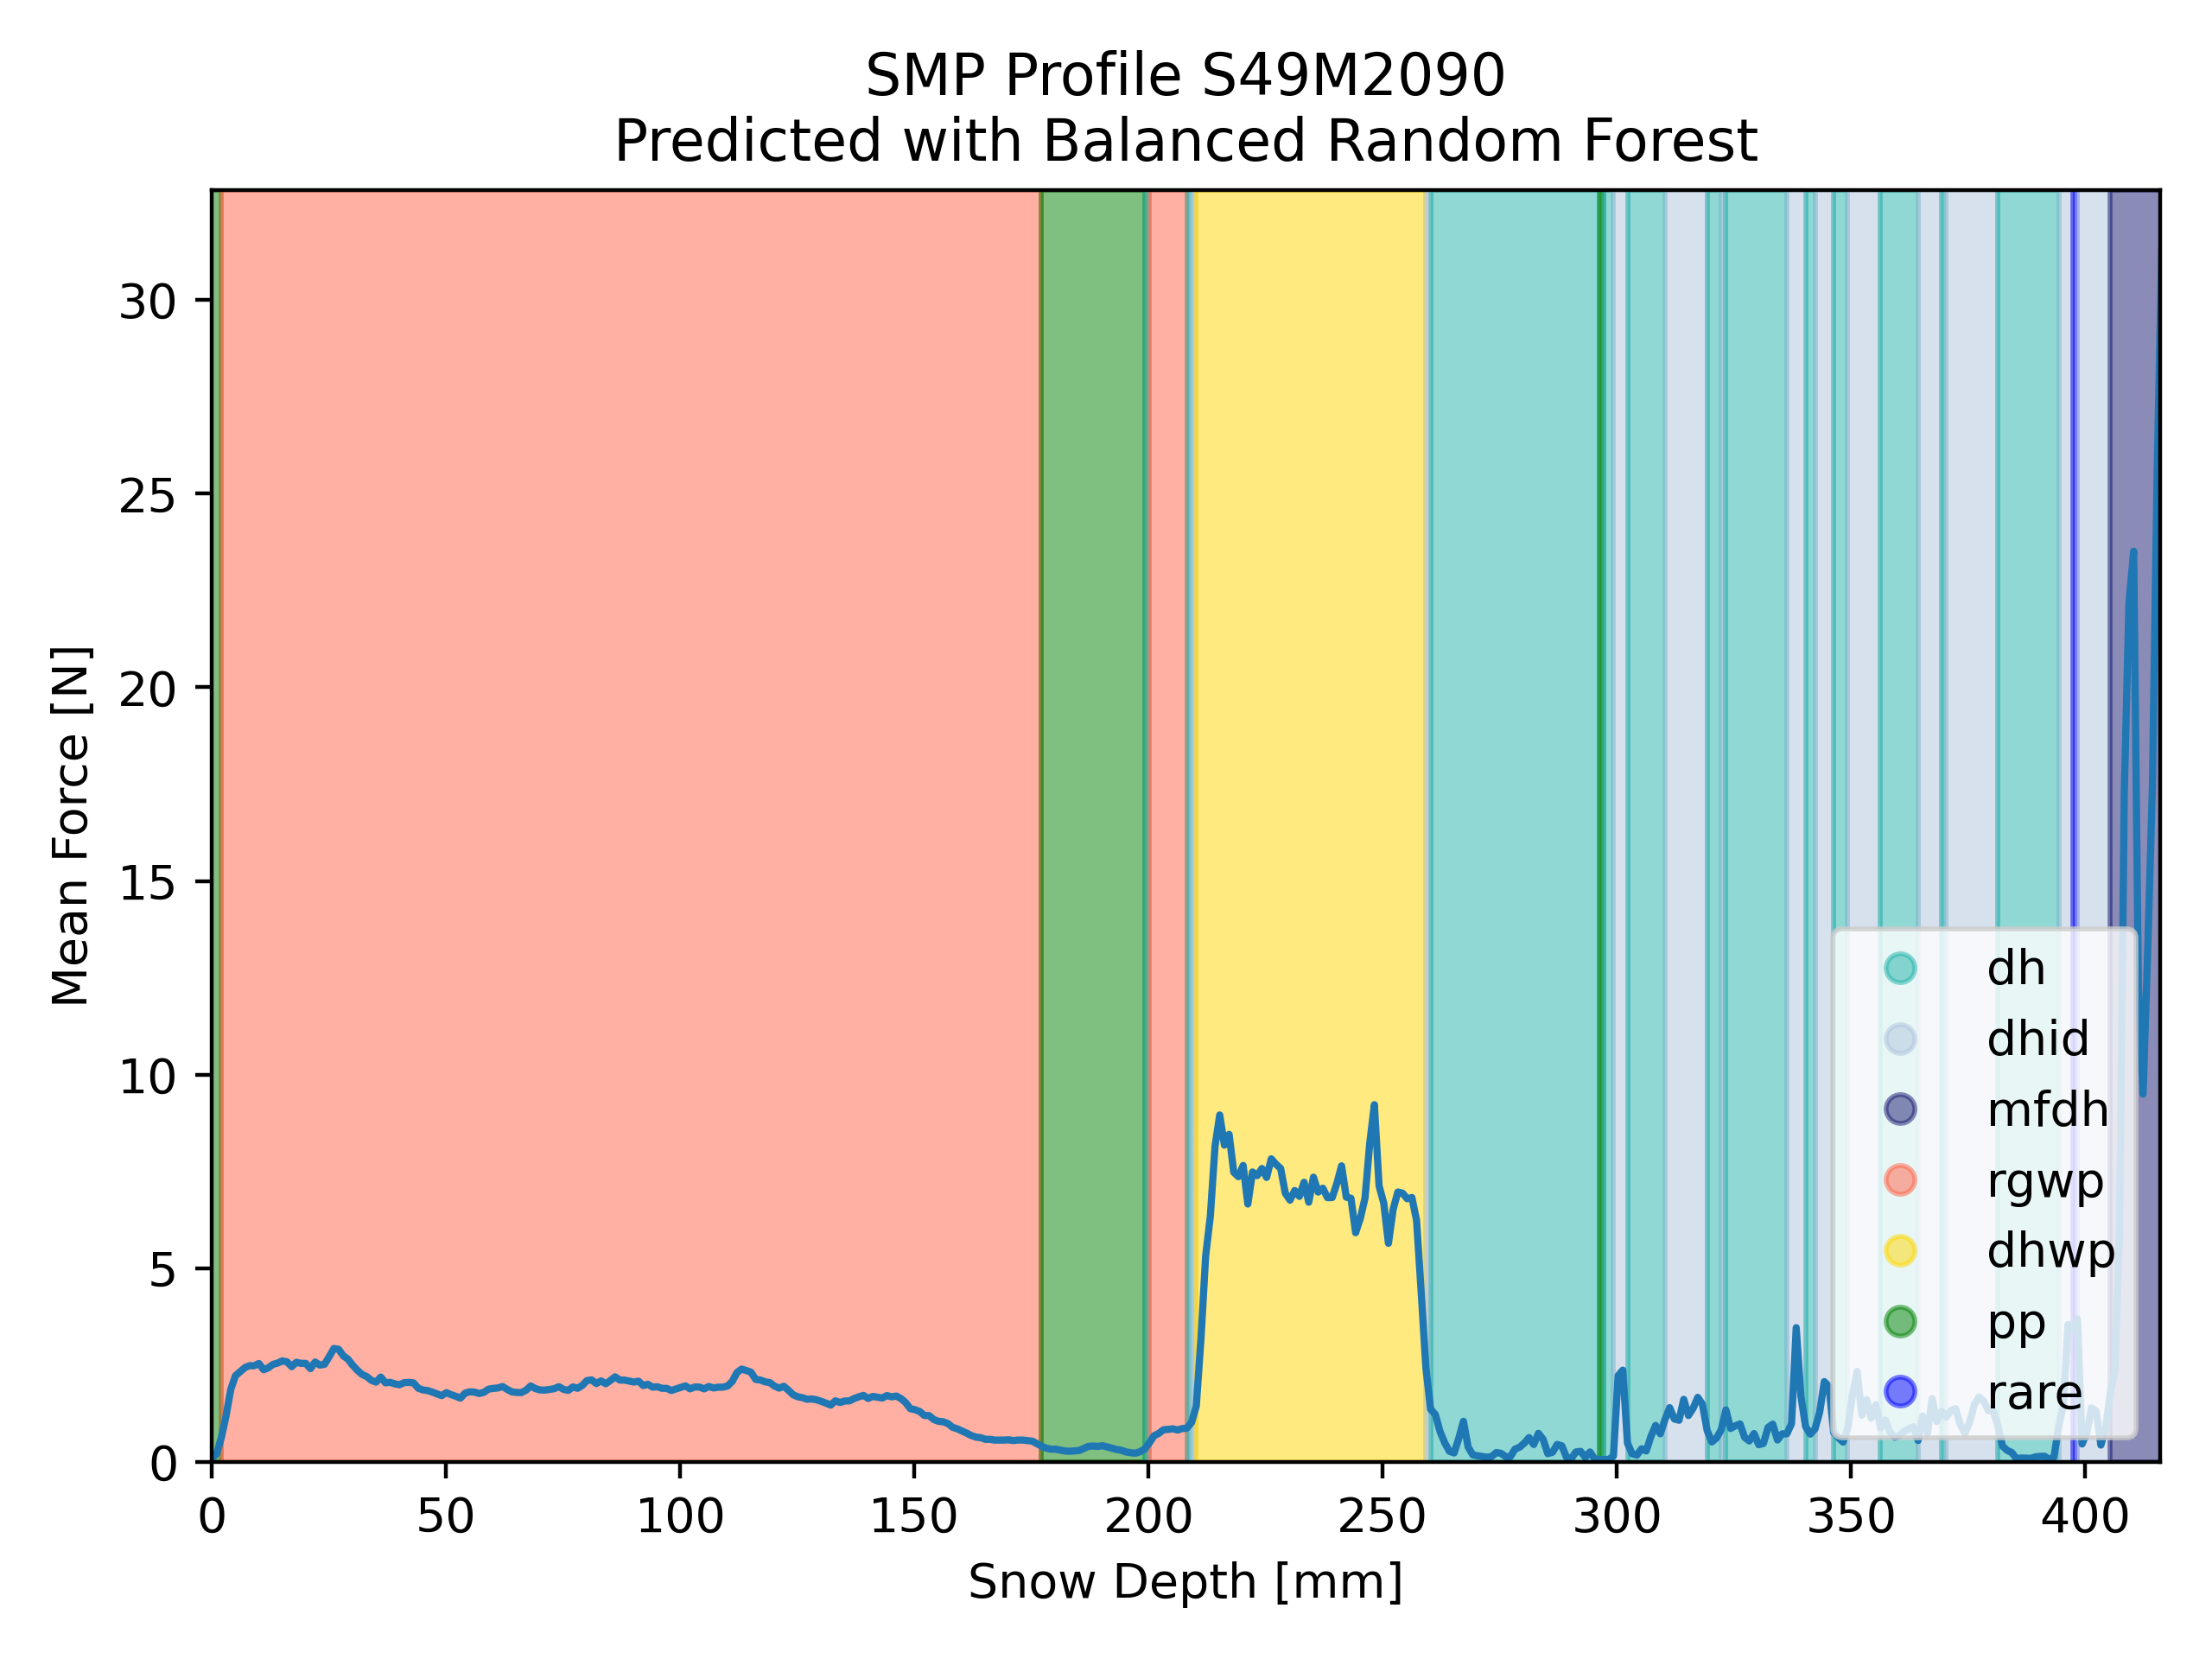 SMP Profile S49M2090
Predicted with Balanced Random Forest
Mean Force [N]
30
25
20
15
10
5
0
dh
dhid
mfdh
rgwp
dhwp
pp
rare
0 50 100 150 200 250 300 350 400
Snow Depth [mm]